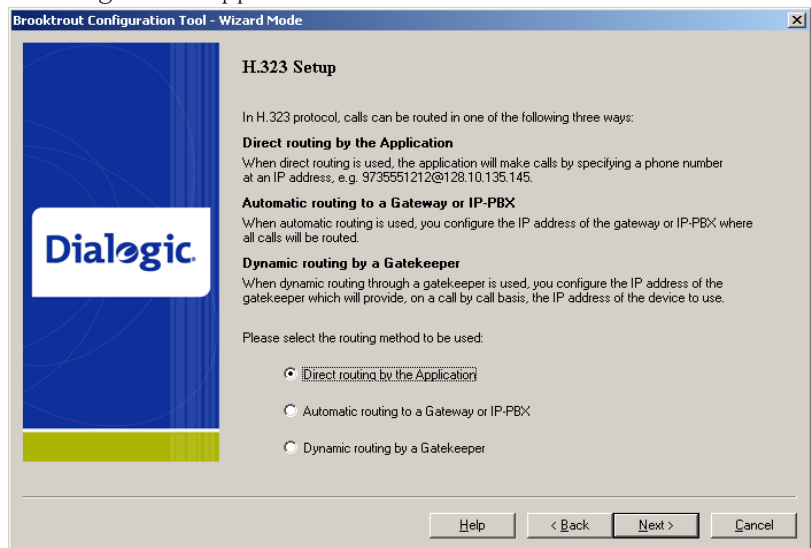 Brooktrout Configuration Tool - Wizard Mode
H.323 Setup
In H.323 protocol, calls can be routed in one of the following three ways:
Direct routing by the Application
When direct routing is used, the application will make calls by specifying a phone number
at an IP address, e.g. 9735551212@128.10.135.145.
Automatic routing to a Gateway or IP-PBX
When automatic routing is used, you configure the IP address of the gateway or IP-PBX where
all calls will be routed.
Dialogic.
Dynamic routing by a Gatekeeper
When dynamic routing through a gatekeeper is used, you configure the IP address of the
gatekeeper which will provide, on a call by call basis, the IP address of the device to use.
Please select the routing method to be used:
Direct routing by the Application
Automatic routing to a Gateway or IP-PBX
Dynamic routing by a Gatekeeper
Help
< Back
Next >
Cancel